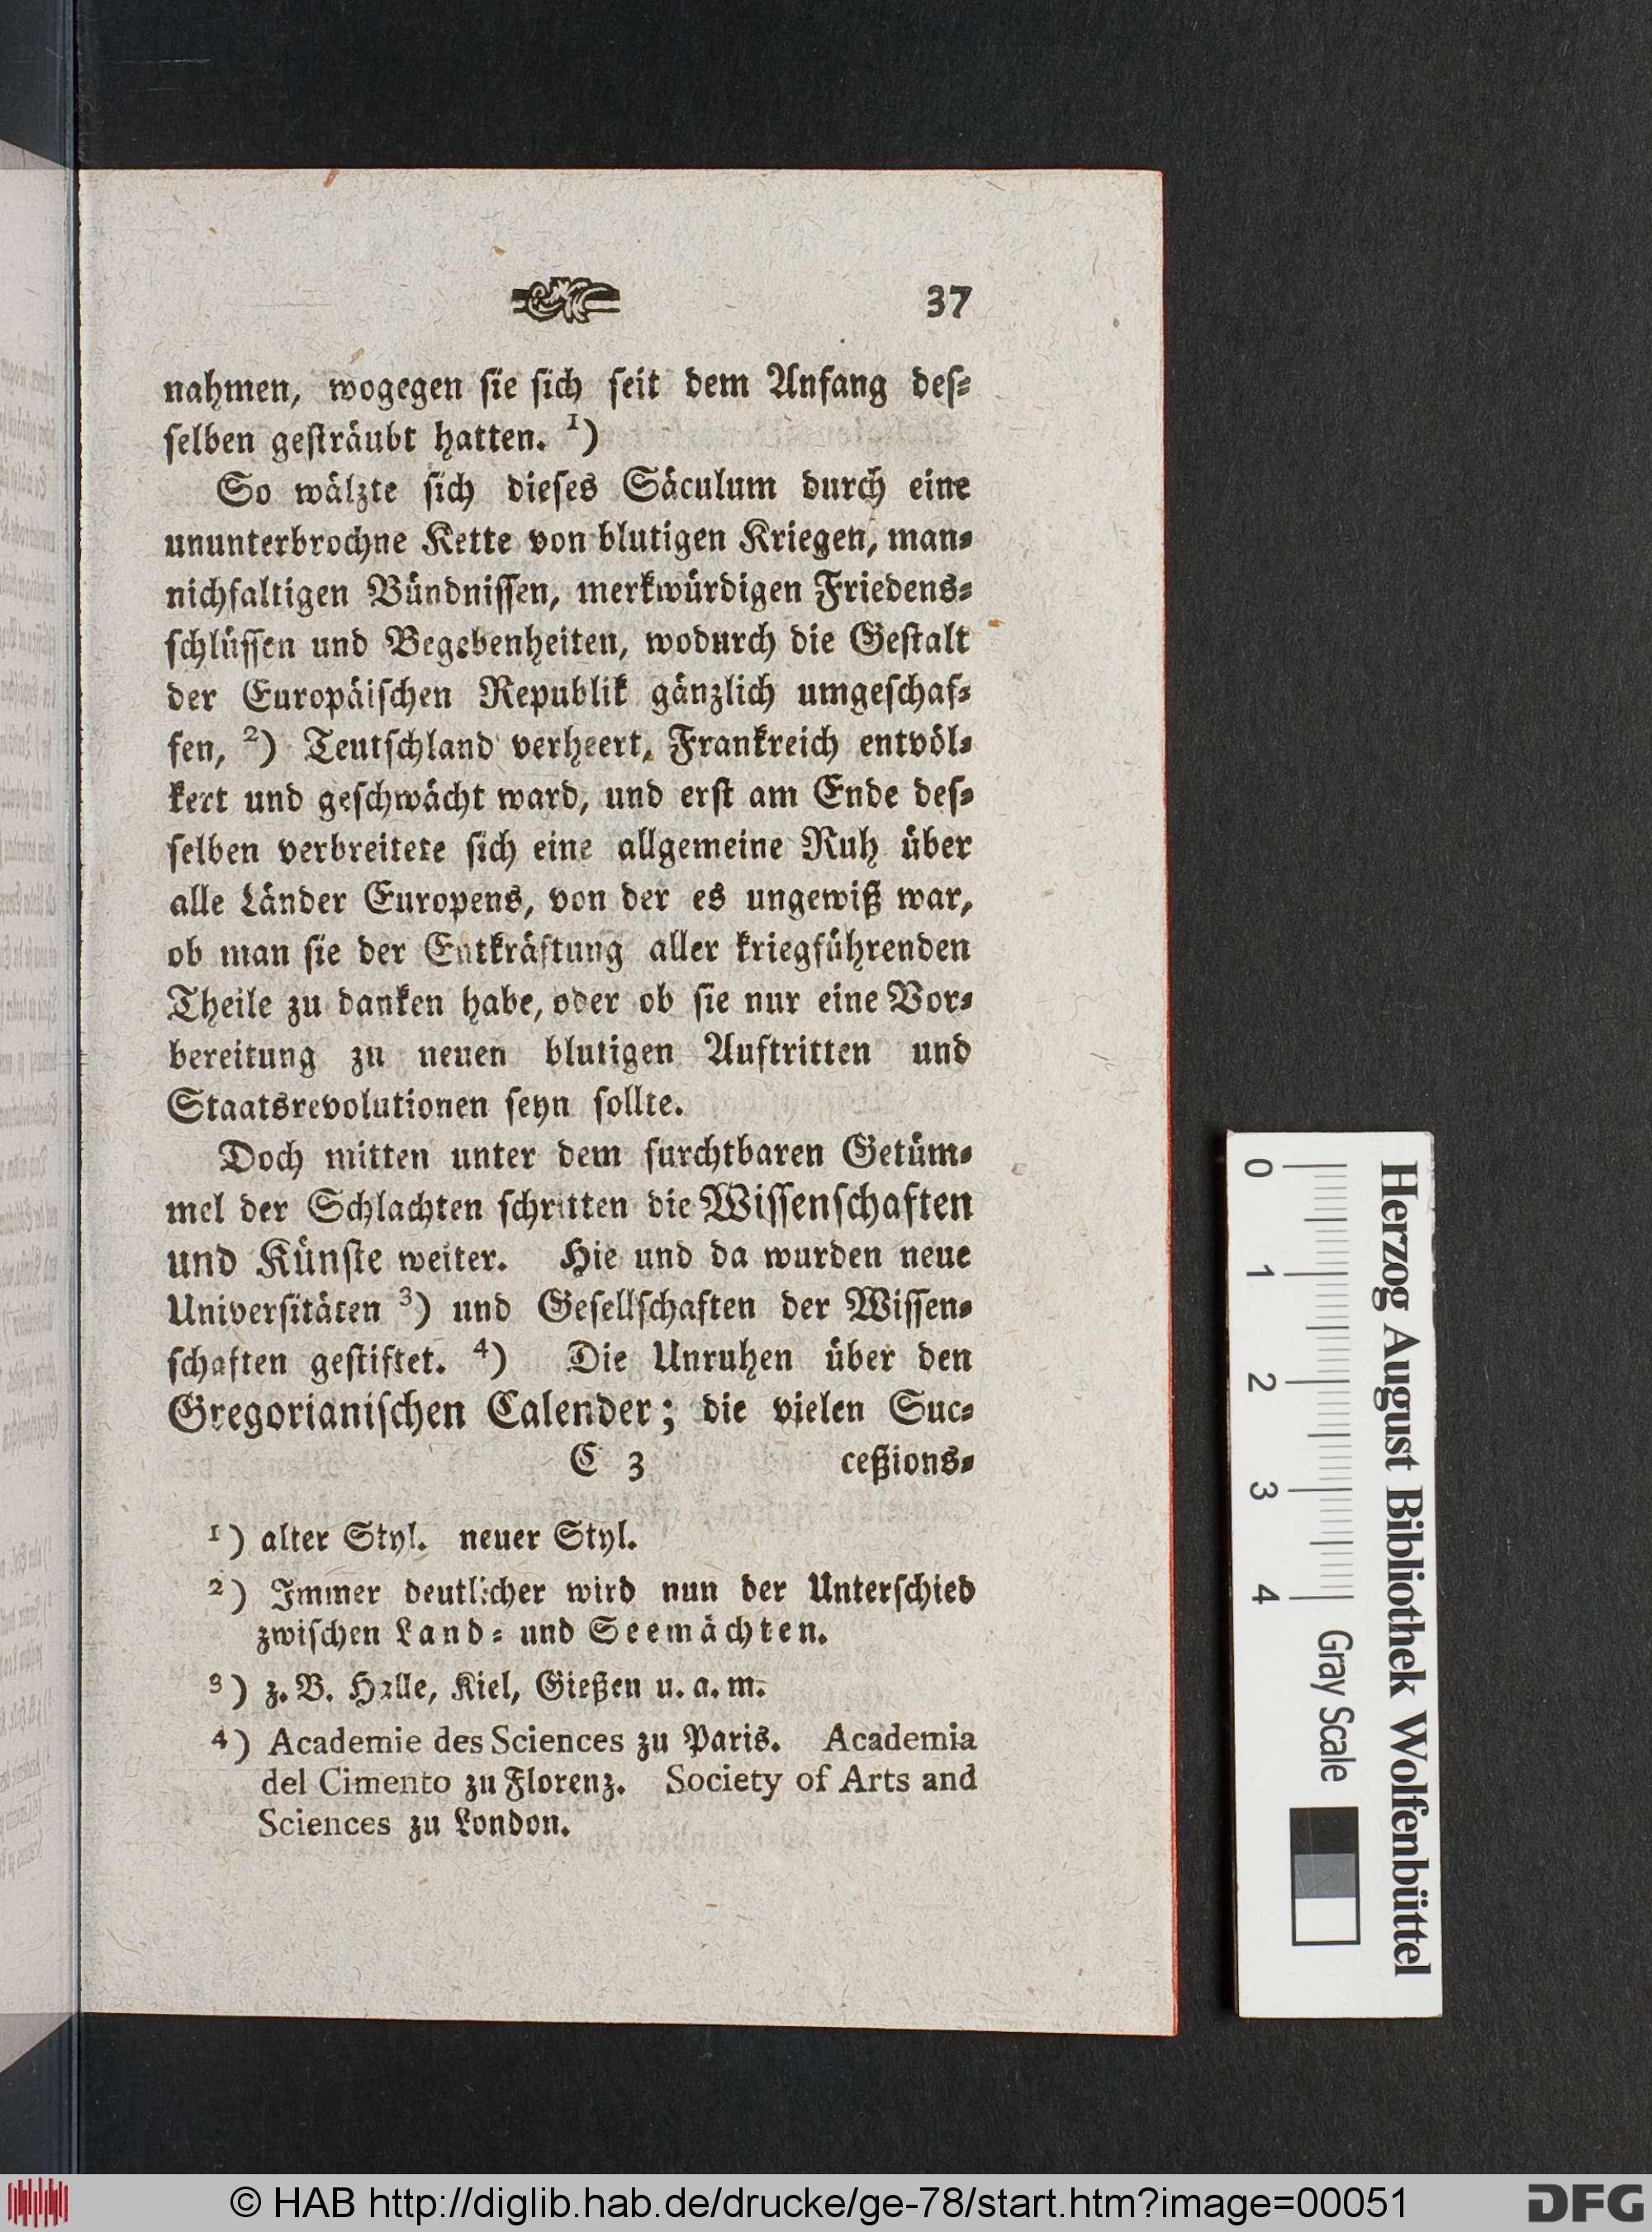 37
nahmen, wogegen ſie ſich ſeit dem Anfang deſ⸗
ſelben geſträubt hatten. 1)
So wälzte ſich dieſes Säculum durch eine
ununterbrochne Kette von blutigen Kriegen, man⸗
nichfaltigen Bündniſſen, merkwürdigen Friedens⸗
ſchlüſſen und Begebenheiten, wodurch die Geſtalt
der Europäiſchen Republik gänzlich umgeſchaf⸗
fen, 2) Teutſchland verheert, Frankreich entvöl⸗
kert und geſchwächt ward, und erſt am Ende deſ⸗
ſelben verbreitete ſich eine allgemeine Ruh über
alle Länder Europens, von der es ungewiß war,
ob man ſie der Entkräftung aller kriegführenden
Theile zu danken habe, oder ob ſie nur eine Vor⸗
bereitung zu neuen blutigen Auftritten und
Staatsrevolutionen ſeyn ſollte.
Doch mitten unter dem furchtbaren Getüm⸗
mel der Schlachten ſchritten die Wiſſenſchaften
und Künſte weiter. Hie und da wurden neue
Univerſitäten 3) und Geſellſchaften der Wiſſen⸗
ſchaften geſtiftet. 4) Die Unruhen über den
Gregorianiſchen Calender; die vielen Suc⸗
C 3 ceßions⸗
1) alter Styl. neuer Styl.
2) Immer deutlicher wird nun der Unterſchied
zwiſchen Land⸗ und Seemächten.
3) z. B. Halle, Kiel, Gießen u. a. m.
4) Academie des Sciences zu Paris. Academia
del Cimento zu Florenz. Society of Arts and
Sciences zu London.
0 1 2 3 4 Gray Scale
Herzog August Bibliothek Wolfenbüttel
© HAB http://diglib.hab.de/drucke/ge-78/start.htm?image=00051
DFG